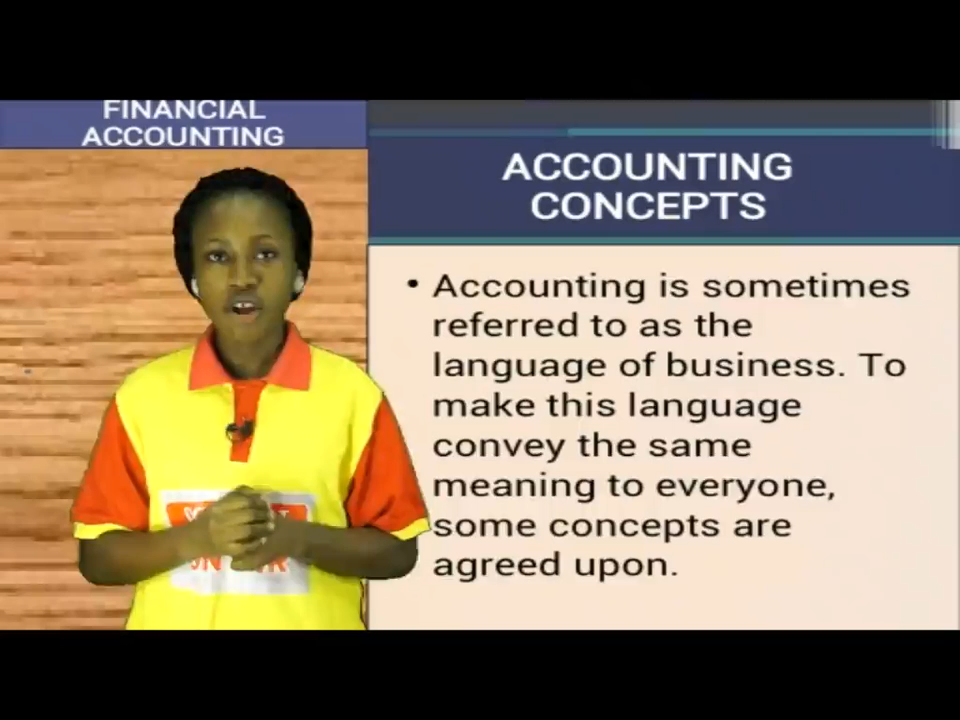 FINANCIAL
ACCOUNTING
ACCOUNTING
CONCEPTS
• Accounting is sometimes
referred to as the
language of business. To
make this language
convey the same
meaning to everyone,
some concepts are
agreed upon.